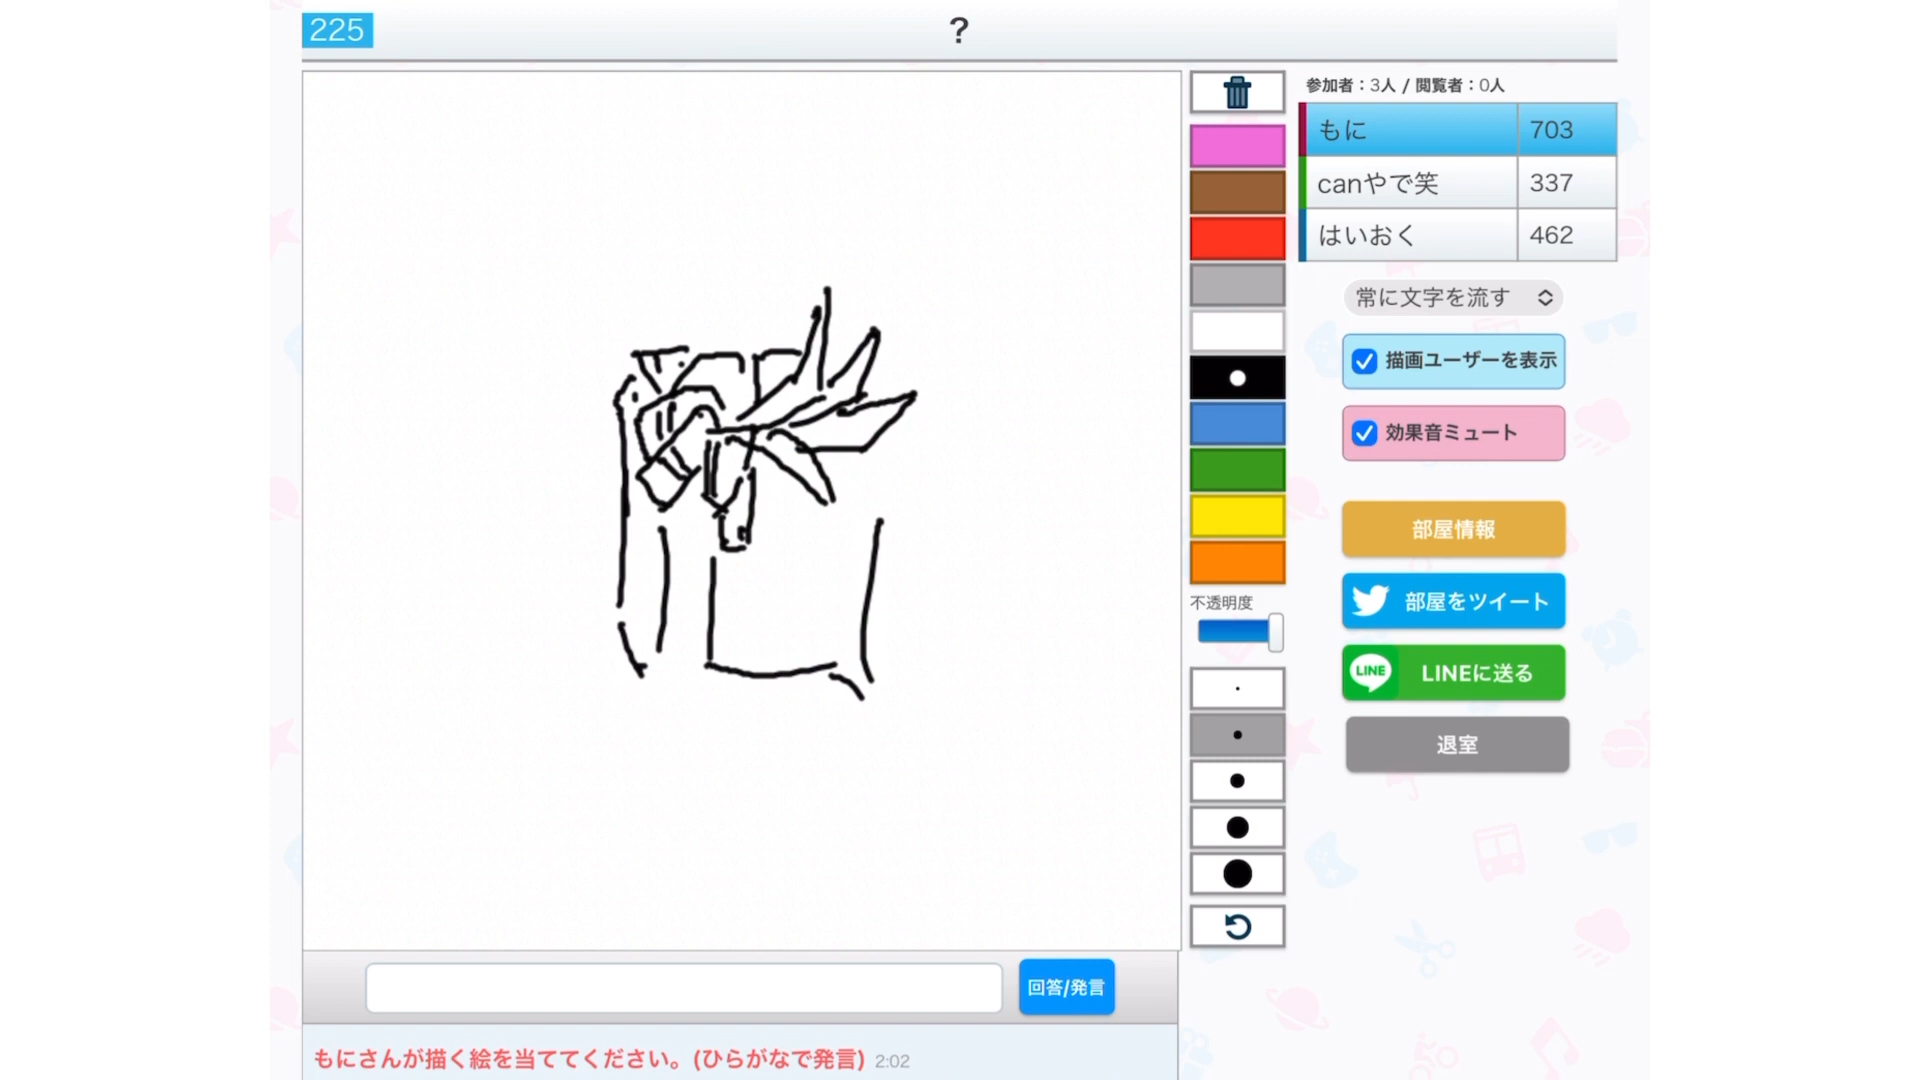 225
?
参加者：3人 / 閲覧者：0人
もに 703
canやで笑 337
はいおく 462
常に文字を流す
描画ユーザーを表示
効果音ミュート
部屋情報
不透明度
部屋をツイート
LINE LINEに送る
退室
回答/発言
もにさんが描く絵を当ててください。(ひらがなで発言) 2:02